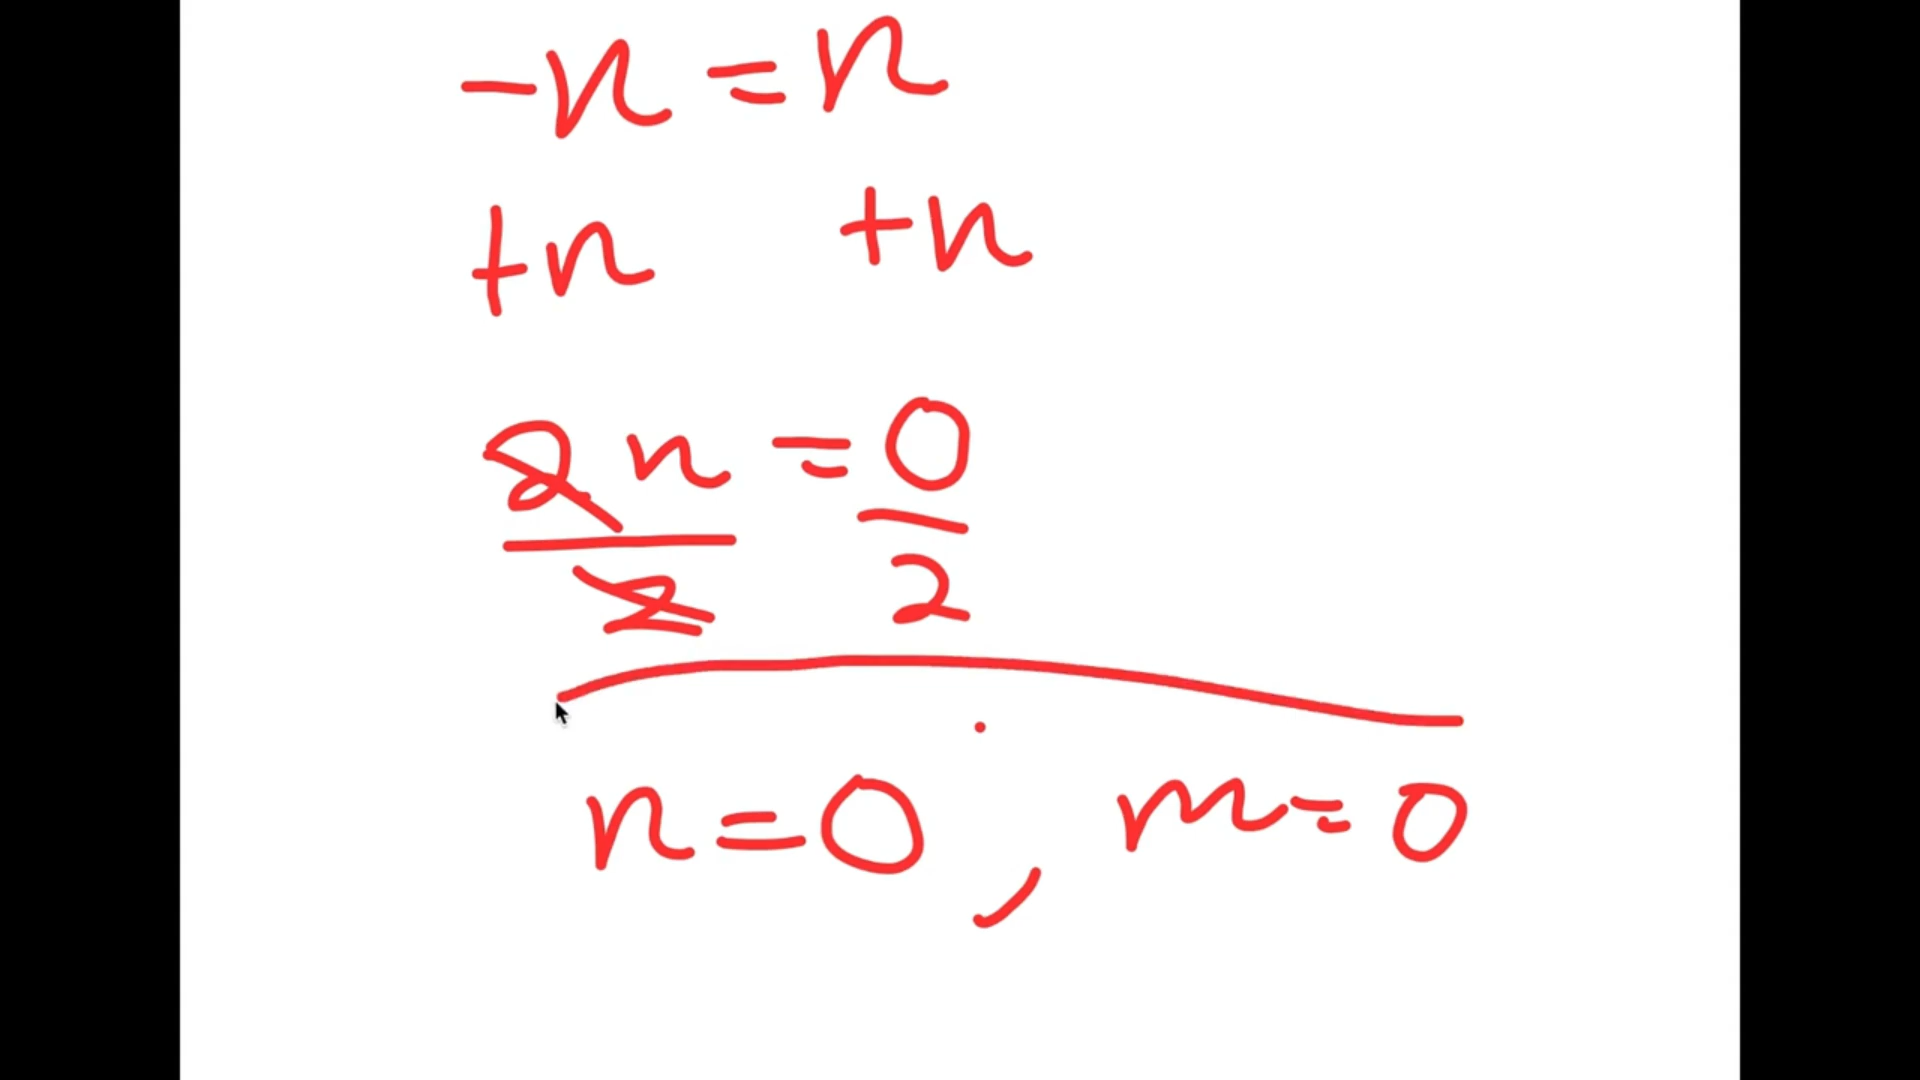 -n=n
+n +n
2n=0
2 2
n=0, m=0